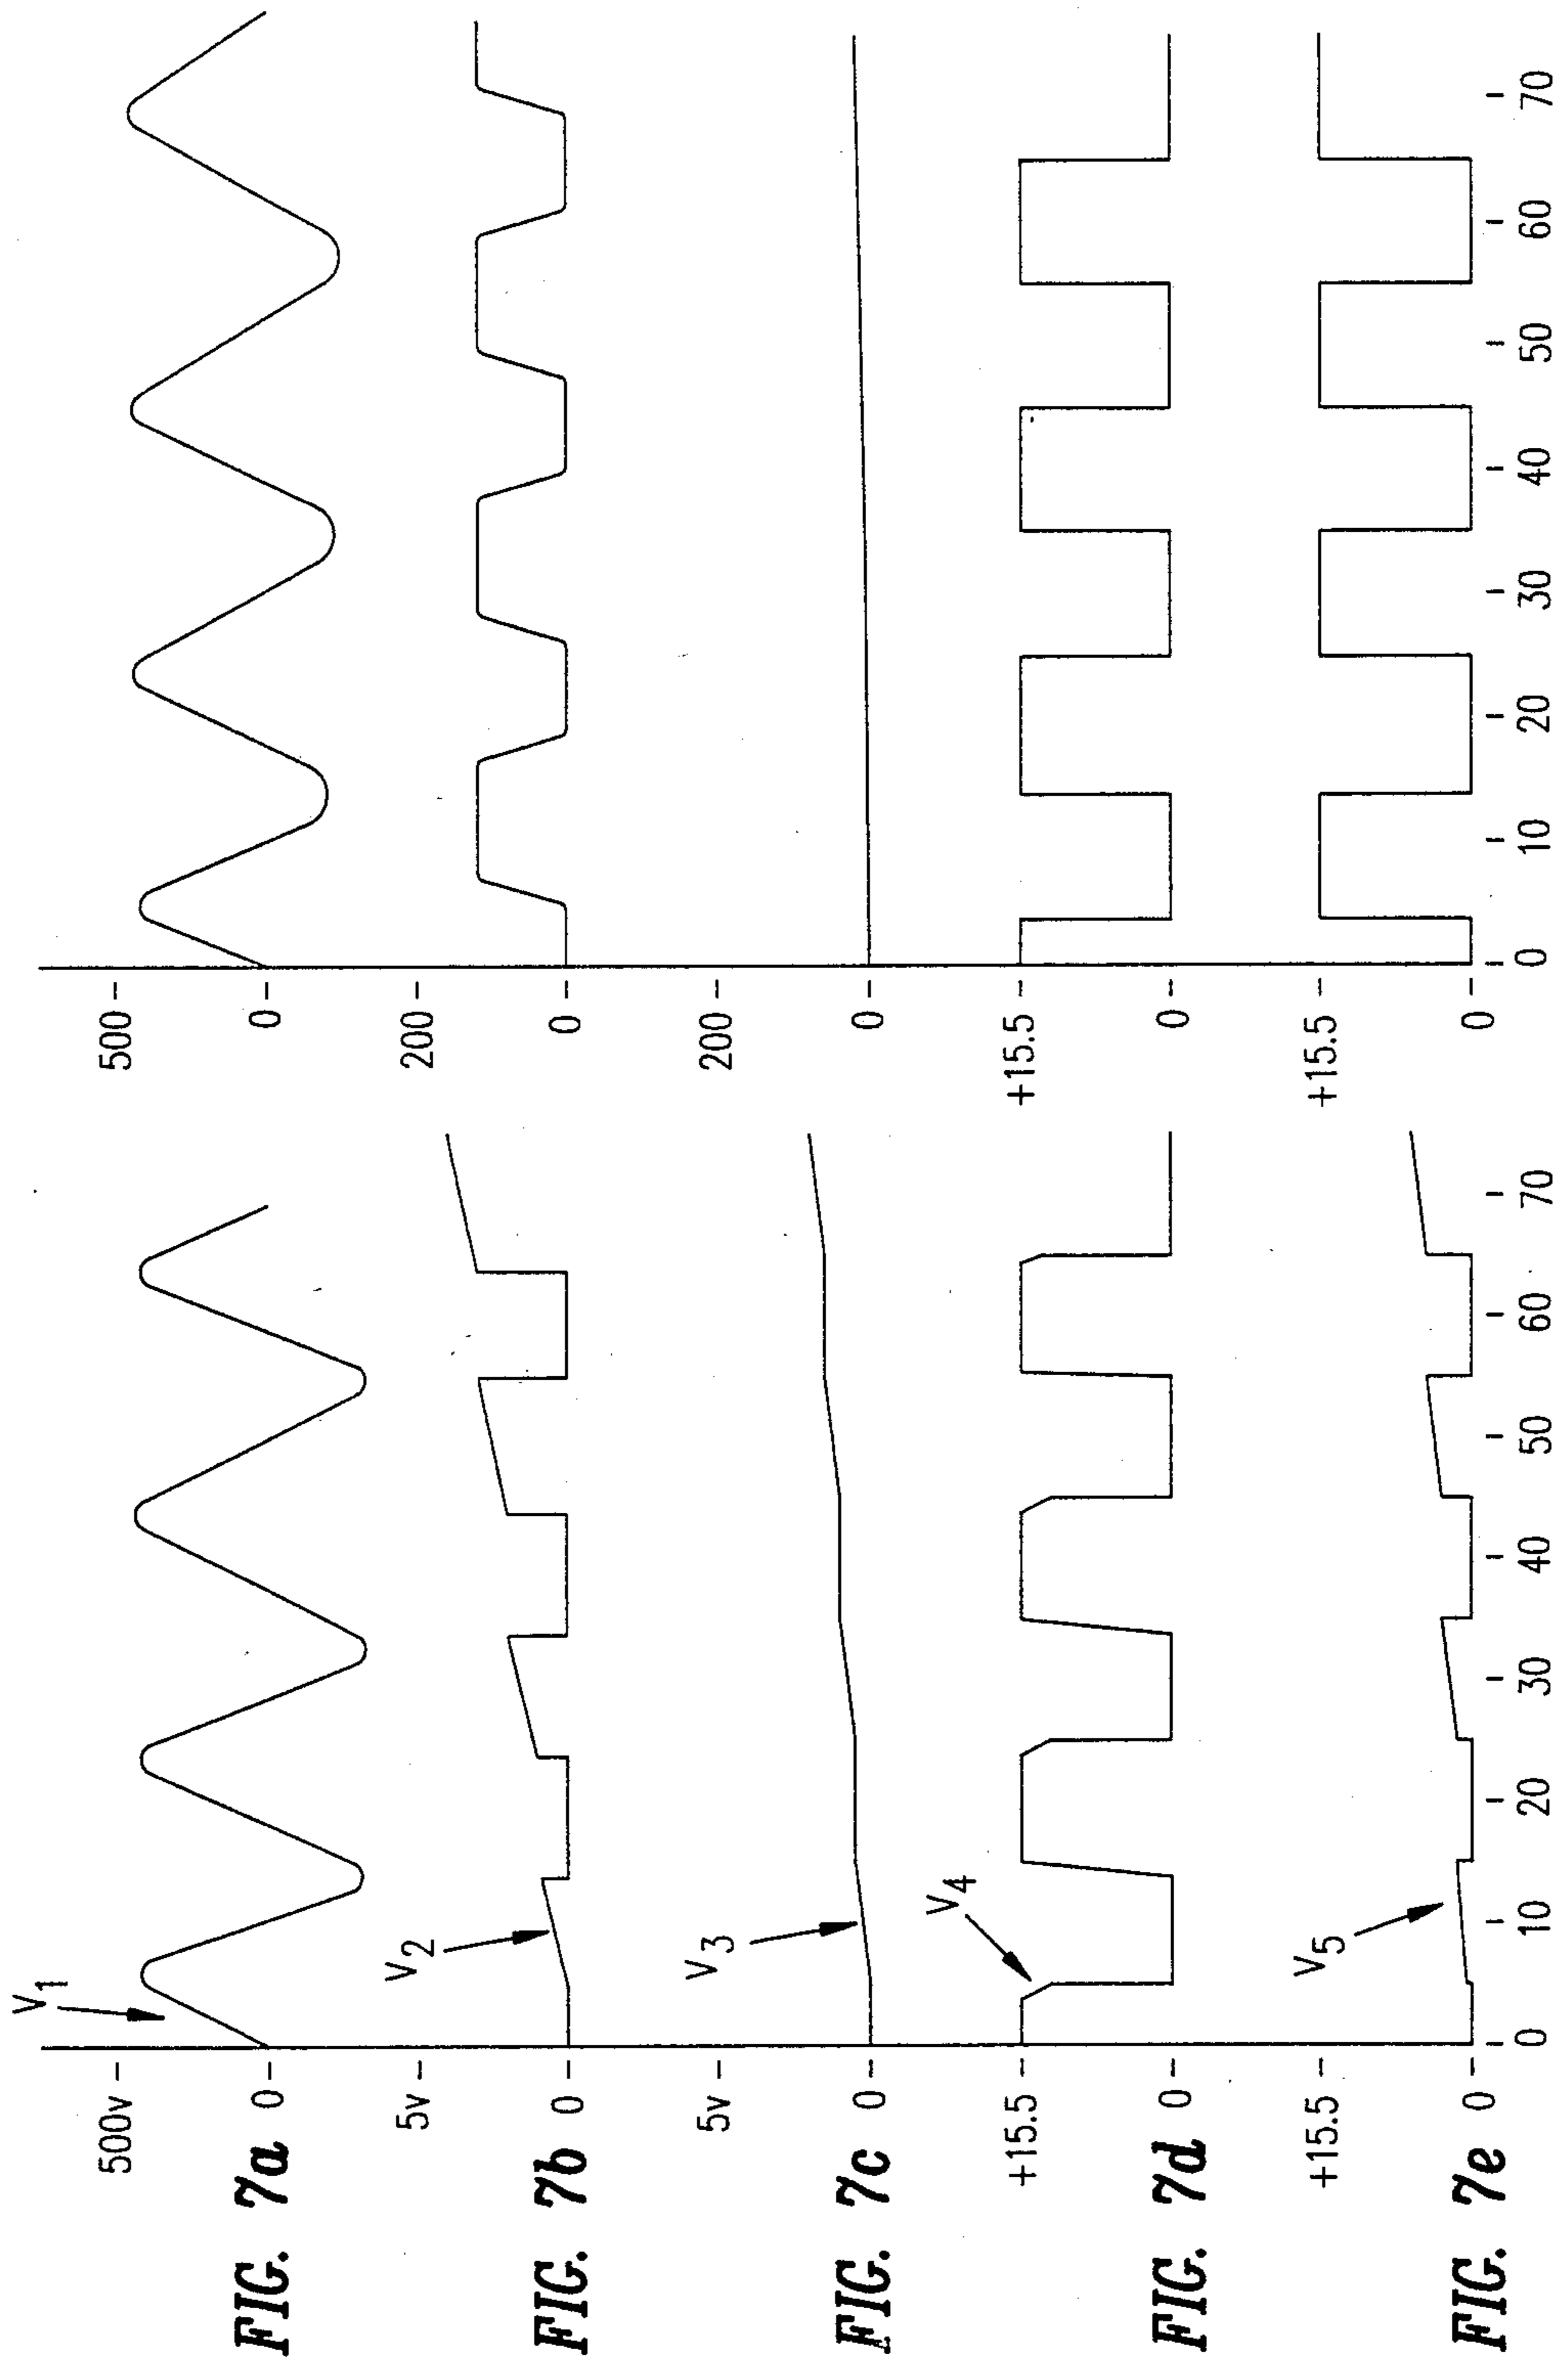 FIG. 7a 500v 0 V1 500 0
FIG. 7b 5v 0 V2 200 0
FIG. 7c 5v 0 V3 200 0
FIG. 7d +15.5 0 V4 +15.5 0
FIG. 7e +15.5 0 V5 +15.5 0
0 10 20 30 40 50 60 70 0 10 20 30 40 50 60 70